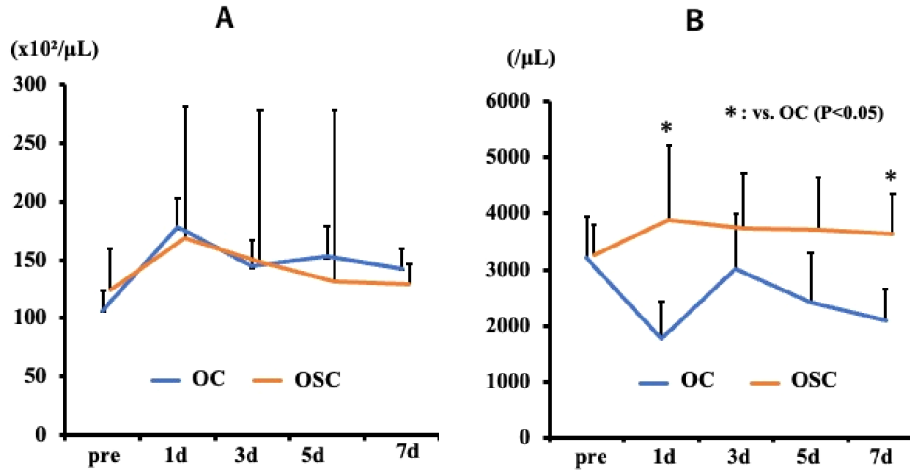 A
(x10²/µL)
300
250
200
150
100
50
0
OC
OSC
pre
1d
3d
5d
7d
B
(/µL)
6000
5000
4000
3000
2000
1000
0
*: vs. OC (P<0.05)
*
*
OC
OSC
pre
1d
3d
5d
7d